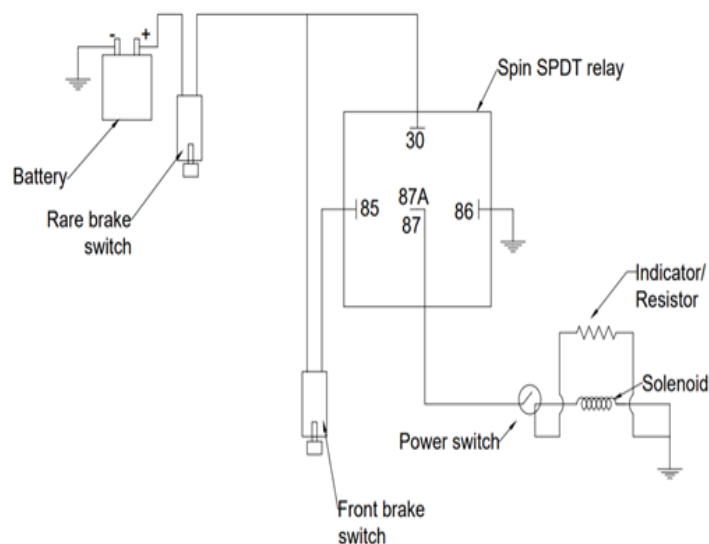 - +
Spin SPDT relay
30
Battery
85
87A
87
86
Rare brake
switch
Indicator/
Resistor
Solenoid
Power switch
Front brake
switch